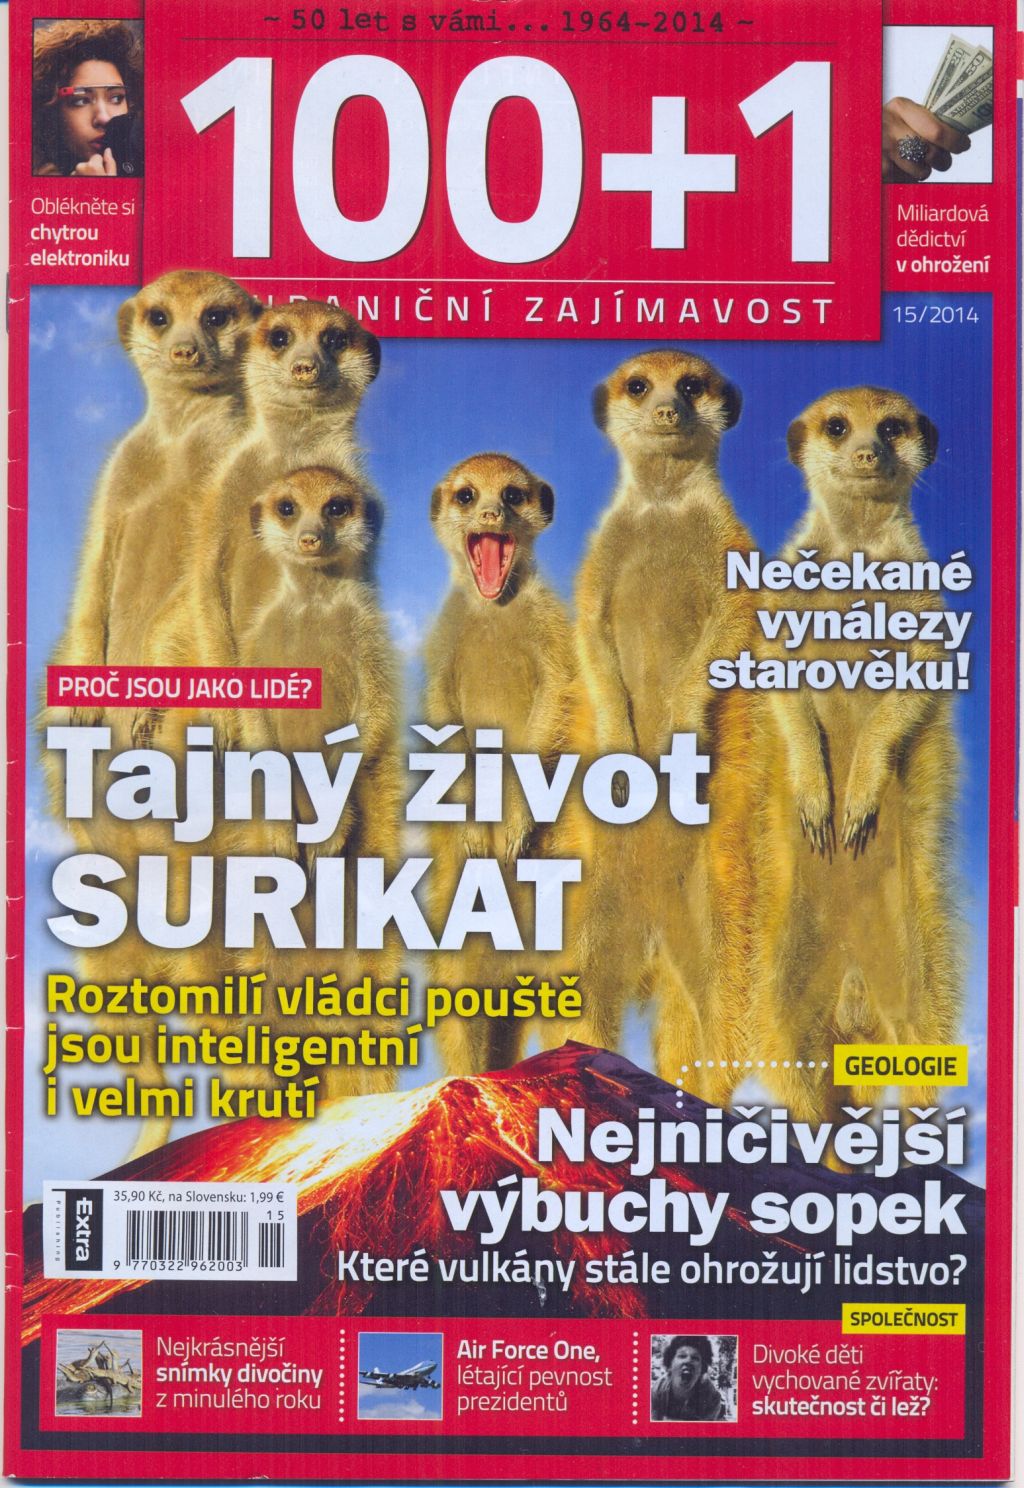 ~ 50 let s vámi... 1964-2014 ~
100+1
ZAJÍMAVOST
Oblékněte si
chytrou
elektroniku
Miliardová
dědictví
v ohrožení
15/2014
Nečekané
vynálezy
starověku!
PROČ JSOU JAKO LIDÉ?
Tajný život
SURIKAT
Roztomilí vládci pouště
jsou inteligentní
i velmi krutí
GEOLOGIE
Nejničivější
výbuchy sopek
Které vulkány stále ohrožují lidstvo?
35,90 Kč, na Slovensku: 1,99 €
15
9 770322 962003
Extra
Publishing
SPOLEČNOST
Nejkrásnější
snímky divočiny
z minulého roku
Air Force One,
létající pevnost
prezidentů
Divoké děti
vychované zvířaty:
skutečnost či lež?